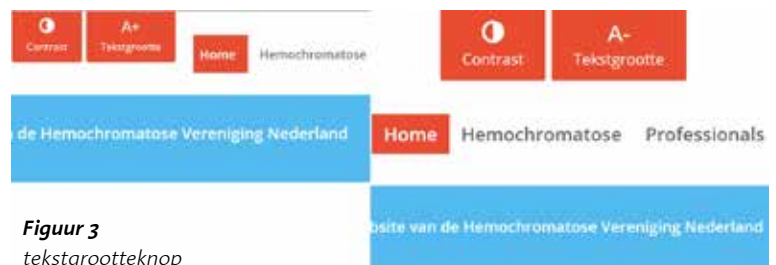 Contrast
A+
Tekstgrootte
Home Hemochromatose
de Hemochromatose Vereniging Nederland
Figuur 3
tekstgrootteknop
Contrast
A-
Tekstgrootte
Home Hemochromatose Professionals
bsite van de Hemochromatose Vereniging Nederland